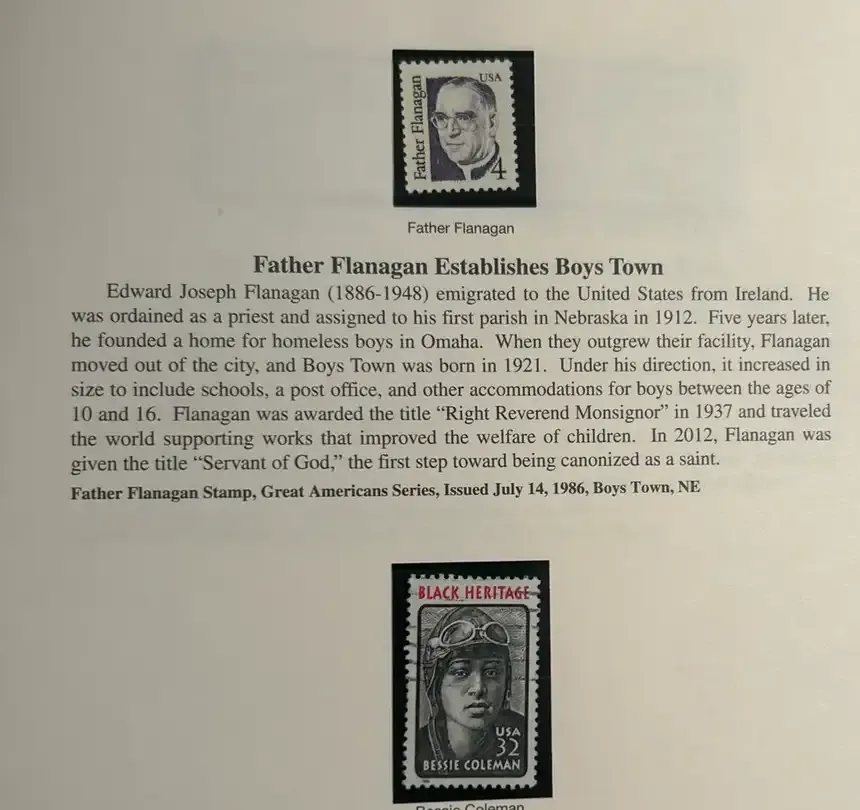 USA
Father Flanagan
4
Father Flanagan
Father Flanagan Establishes Boys Town
Edward Joseph Flanagan (1886-1948) emigrated to the United States from Ireland. He
was ordained as a priest and assigned to his first parish in Nebraska in 1912. Five years later,
he founded a home for homeless boys in Omaha. When they outgrew their facility, Flanagan
moved out of the city, and Boys Town was born in 1921. Under his direction, it increased in
size to include schools, a post office, and other accommodations for boys between the ages of
10 and 16. Flanagan was awarded the title “Right Reverend Monsignor” in 1937 and traveled
the world supporting works that improved the welfare of children. In 2012, Flanagan was
given the title “Servant of God,” the first step toward being canonized as a saint.
Father Flanagan Stamp, Great Americans Series, Issued July 14, 1986, Boys Town, NE
BLACK HERITAGE
USA
32
BESSIE COLEMAN
Bessie Coleman